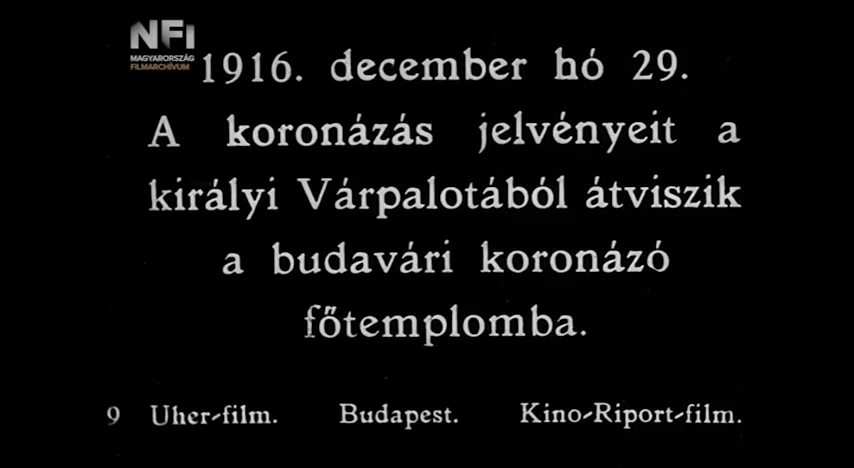 NFI
MAGYARORSZÁG
FILMARCHÍVUM
1916. december hó 29.
A koronázás jelvényeit a
királyi Várpalotából átviszik
a budavári koronázó
főtemplomba.
9 Uher-film. Budapest. Kino-Riport-film.